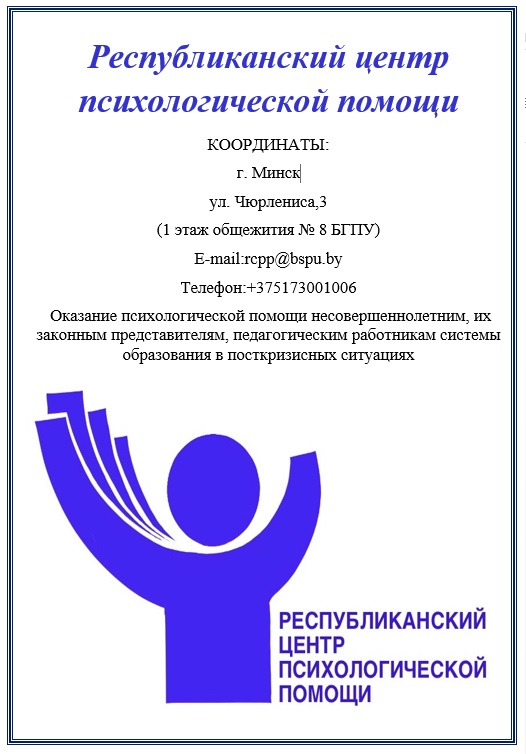 Республиканский центр
психологической помощи
КООРДИНАТЫ:
г. Минск
ул. Чюрлениса,3
(1 этаж общежития № 8 БГПУ)
E-mail:rcpp@bspu.by
Телефон:+375173001006
Оказание психологической помощи несовершеннолетним, их
законным представителям, педагогическим работникам системы
образования в посткризисных ситуациях
РЕСПУБЛИКАНСКИЙ
ЦЕНТР
ПСИХОЛОГИЧЕСКОЙ
ПОМОЩИ